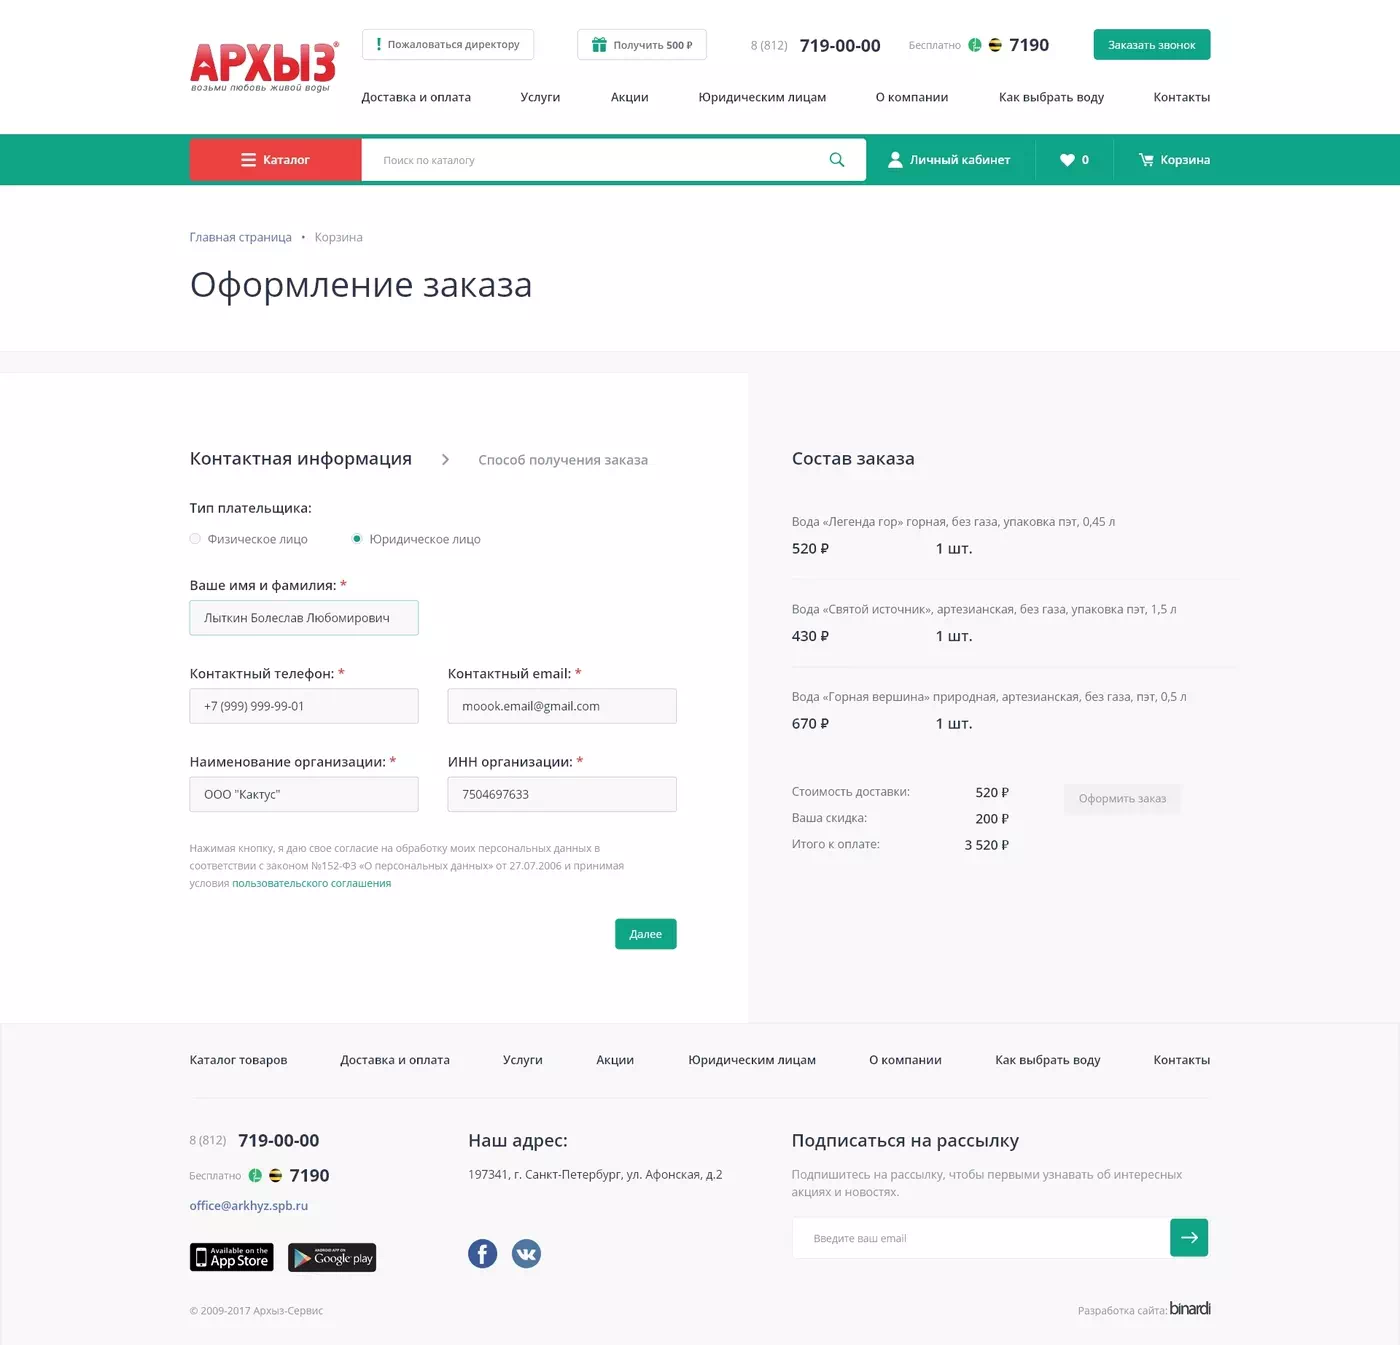 АРХЫЗ®
возьми любовь живой воды
Пожаловаться директору
Получить 500 ₽
8 (812) 719-00-00
Бесплатно 7190
Заказать звонок
Доставка и оплата
Услуги
Акции
Юридическим лицам
О компании
Как выбрать воду
Контакты
Каталог
Поиск по каталогу
Личный кабинет
0
Корзина
Главная страница • Корзина
Оформление заказа
Контактная информация
Способ получения заказа
Тип плательщика:
Физическое лицо
Юридическое лицо
Ваше имя и фамилия: *
Лыткин Болеслав Любомирович
Контактный телефон: *
Контактный email: *
+7 (999) 999-99-01
moook.email@gmail.com
Наименование организации: *
ИНН организации: *
ООО "Кактус"
7504697633
Нажимая кнопку, я даю свое согласие на обработку моих персональных данных в
соответствии с законом №152-ФЗ «О персональных данных» от 27.07.2006 и принимая
условия пользовательского соглашения
Далее
Состав заказа
Вода «Легенда гор» горная, без газа, упаковка пэт, 0,45 л
520 ₽ 1 шт.
Вода «Святой источник», артезианская, без газа, упаковка пэт, 1,5 л
430 ₽ 1 шт.
Вода «Горная вершина» природная, артезианская, без газа, пэт, 0,5 л
670 ₽ 1 шт.
Стоимость доставки: 520 ₽
Ваша скидка: 200 ₽
Итого к оплате: 3 520 ₽
Оформить заказ
Каталог товаров
Доставка и оплата
Услуги
Акции
Юридическим лицам
О компании
Как выбрать воду
Контакты
8 (812) 719-00-00
Бесплатно 7190
office@arkhyz.spb.ru
Available on the
App Store
ANDROID APP ON
Google play
Наш адрес:
197341, г. Санкт-Петербург, ул. Афонская, д.2
Подписаться на рассылку
Подпишитесь на рассылку, чтобы первыми узнавать об интересных
акциях и новостях.
Введите ваш email
© 2009-2017 Архыз-Сервис
Разработка сайта: binardi